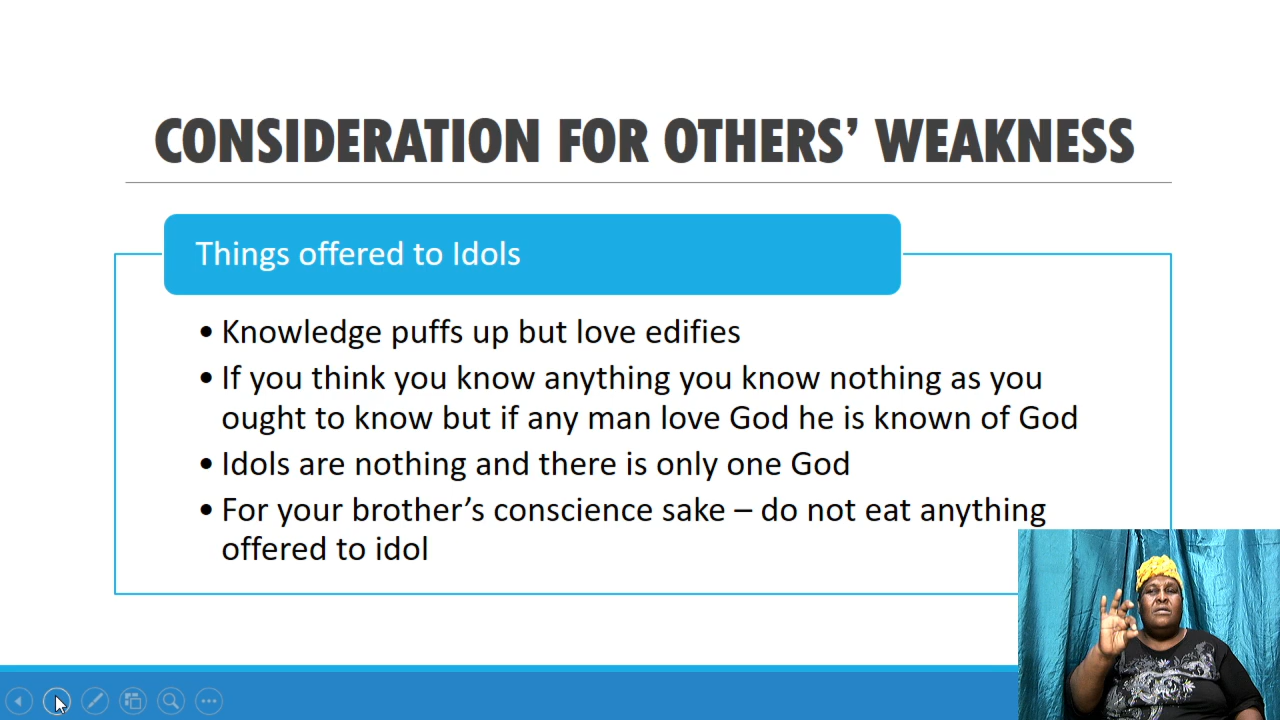 CONSIDERATION FOR OTHERS’ WEAKNESS
Things offered to Idols
• Knowledge puffs up but love edifies
• If you think you know anything you know nothing as you
ought to know but if any man love God he is known of God
• Idols are nothing and there is only one God
• For your brother’s conscience sake – do not eat anything
offered to idol